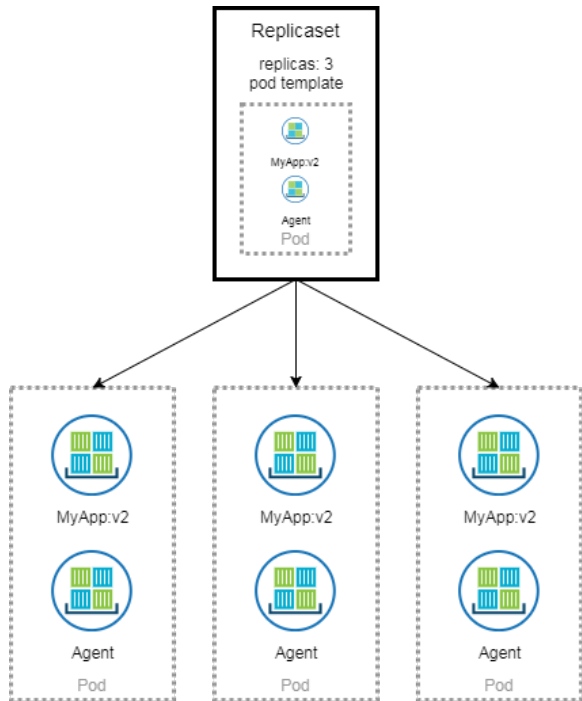 Replicaset
replicas: 3
pod template
MyApp:v2
Agent
Pod
MyApp:v2
Agent
Pod
MyApp:v2
Agent
Pod
MyApp:v2
Agent
Pod